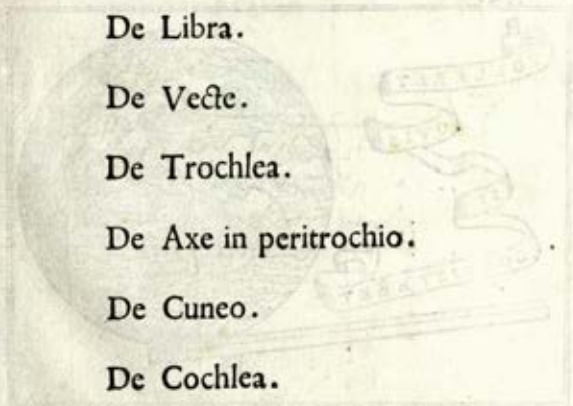 De Libra.
De Vecte.
De Trochlea.
De Axe in peritrochio.
De Cuneo.
De Cochlea.